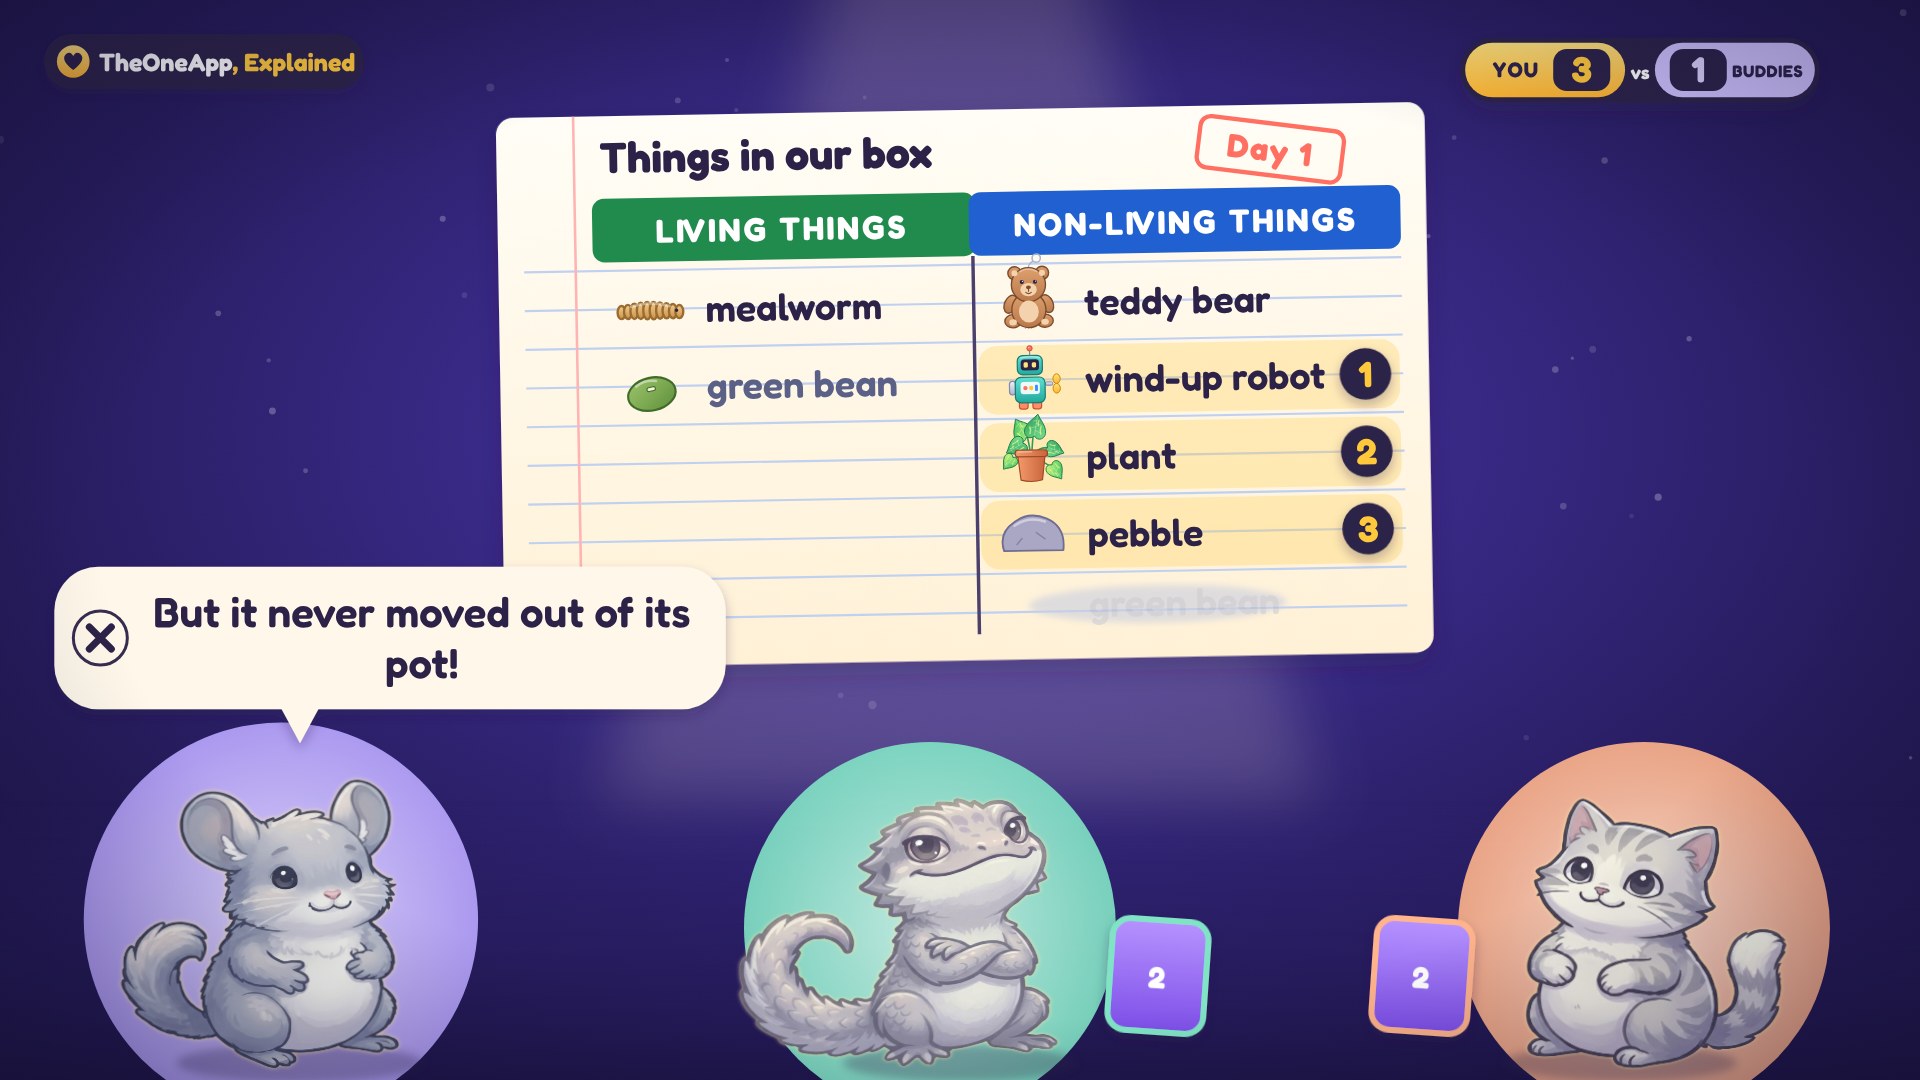 TheOneApp, Explained
YOU 3 vs 1 BUDDIES
Things in our box
Day 1
LIVING THINGS
NON-LIVING THINGS
mealworm
teddy bear
green bean
wind-up robot 1
plant 2
pebble 3
green bean
But it never moved out of its
pot!
2
2